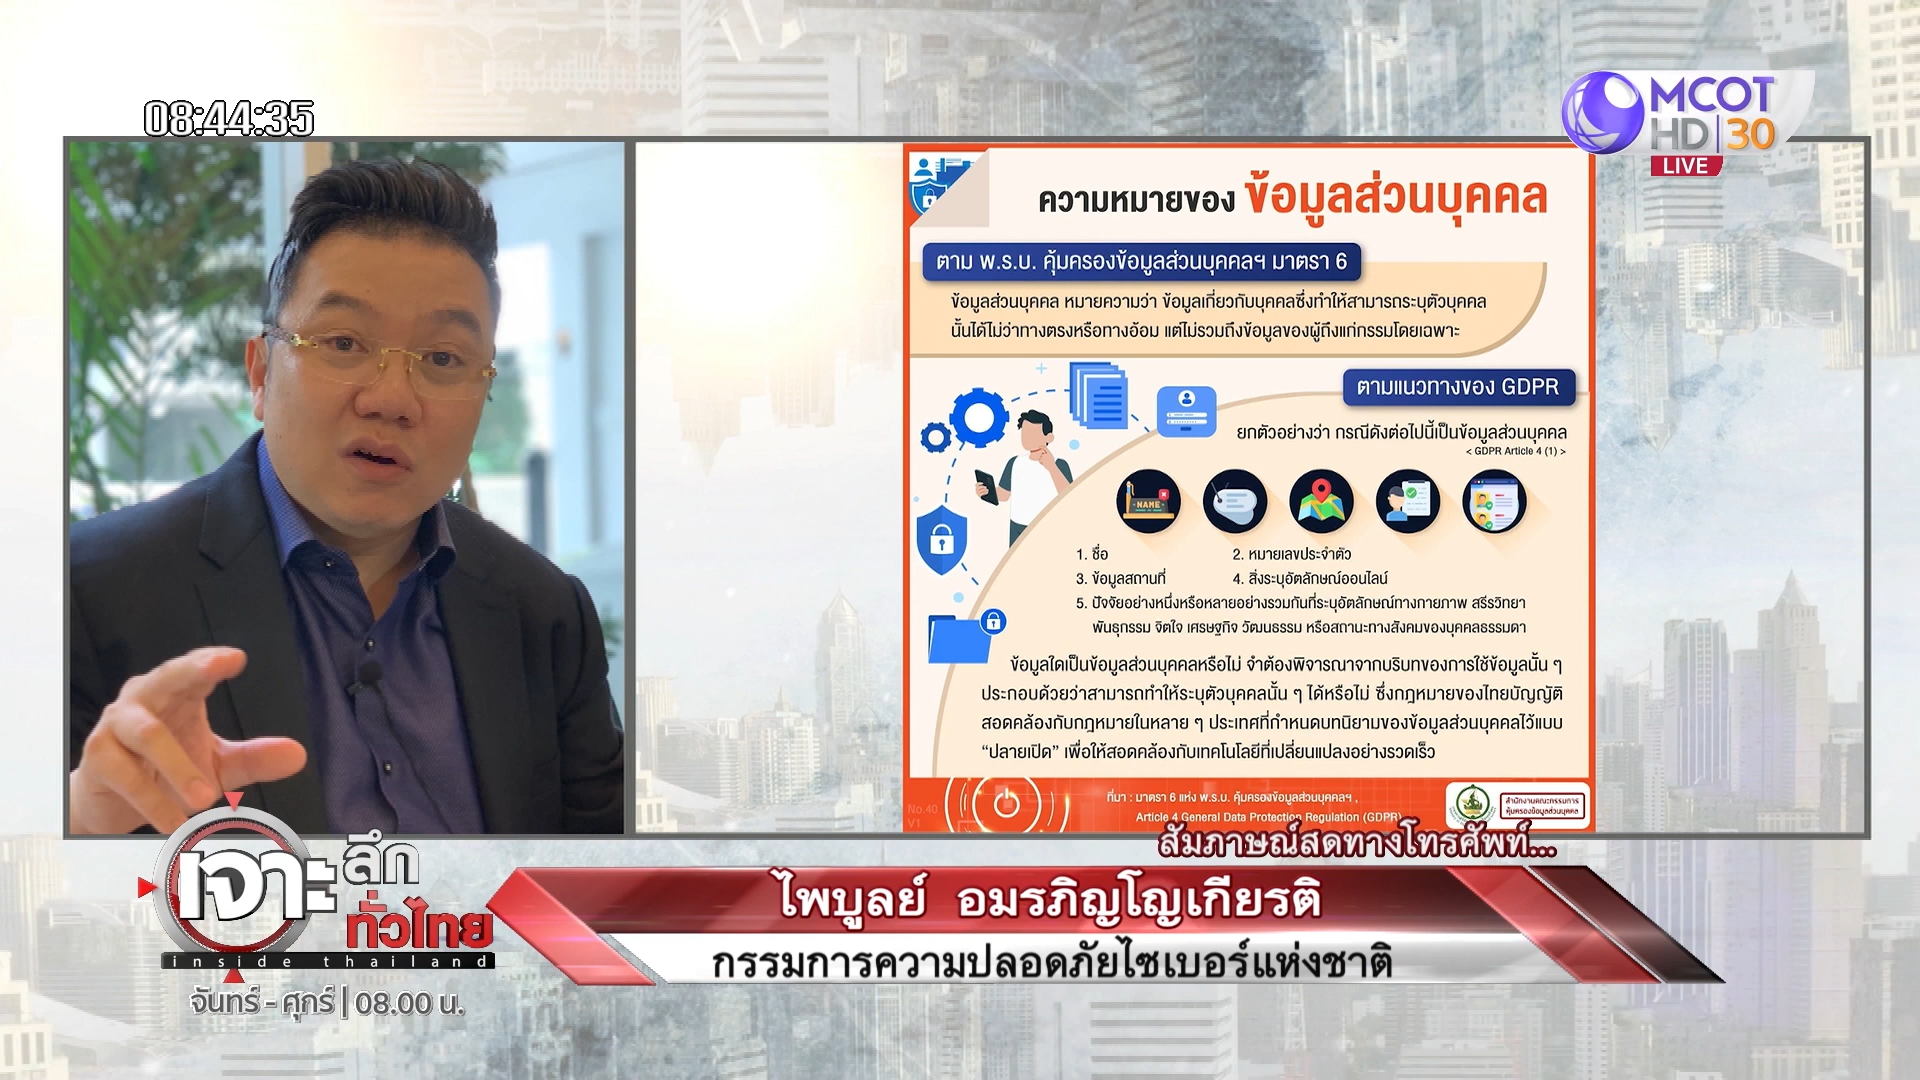 08:44:35
MCOT
HD|30
LIVE
ความหมายของ ข้อมูลส่วนบุคคล
ตาม พ.ร.บ. คุ้มครองข้อมูลส่วนบุคคลฯ มาตรา 6
ข้อมูลส่วนบุคคล หมายความว่า ข้อมูลเกี่ยวกับบุคคลซึ่งทำให้สามารถระบุตัวบุคคล
นั้นได้ไม่ว่าทางตรงหรือทางอ้อม แต่ไม่รวมถึงข้อมูลของผู้ถึงแก่กรรมโดยเฉพาะ
ตามแนวทางของ GDPR
ยกตัวอย่างว่า กรณีดังต่อไปนี้เป็นข้อมูลส่วนบุคคล
< GDPR Article 4 (1) >
NAME
1. ชื่อ 2. หมายเลขประจำตัว
3. ข้อมูลสถานที่ 4. สิ่งระบุอัตลักษณ์ออนไลน์
5. ปัจจัยอย่างหนึ่งหรือหลายอย่างรวมกันที่ระบุอัตลักษณ์ทางกายภาพ สรีรวิทยา
พันธุกรรม จิตใจ เศรษฐกิจ วัฒนธรรม หรือสถานะทางสังคมของบุคคลธรรมดา
ข้อมูลใดเป็นข้อมูลส่วนบุคคลหรือไม่ จำต้องพิจารณาจากบริบทของการใช้ข้อมูลนั้น ๆ
ประกอบด้วยว่าสามารถทำให้ระบุตัวบุคคลนั้น ๆ ได้หรือไม่ ซึ่งกฎหมายของไทยบัญญัติ
สอดคล้องกับกฎหมายในหลาย ๆ ประเทศที่กำหนดบทนิยามของข้อมูลส่วนบุคคลไว้แบบ
“ปลายเปิด” เพื่อให้สอดคล้องกับเทคโนโลยีที่เปลี่ยนแปลงอย่างรวดเร็ว
No.40
V1
ที่มา : มาตรา 6 แห่ง พ.ร.บ. คุ้มครองข้อมูลส่วนบุคคลฯ ,
Article 4 General Data Protection Regulation (GDPR)
สำนักงานคณะกรรมการ
คุ้มครองข้อมูลส่วนบุคคล
สัมภาษณ์สดทางโทรศัพท์...
ไพบูลย์ อมรภิญโญเกียรติ
กรรมการความปลอดภัยไซเบอร์แห่งชาติ
เจาะลึก
ทั่วไทย
inside thailand
จันทร์ - ศุกร์ | 08.00 น.